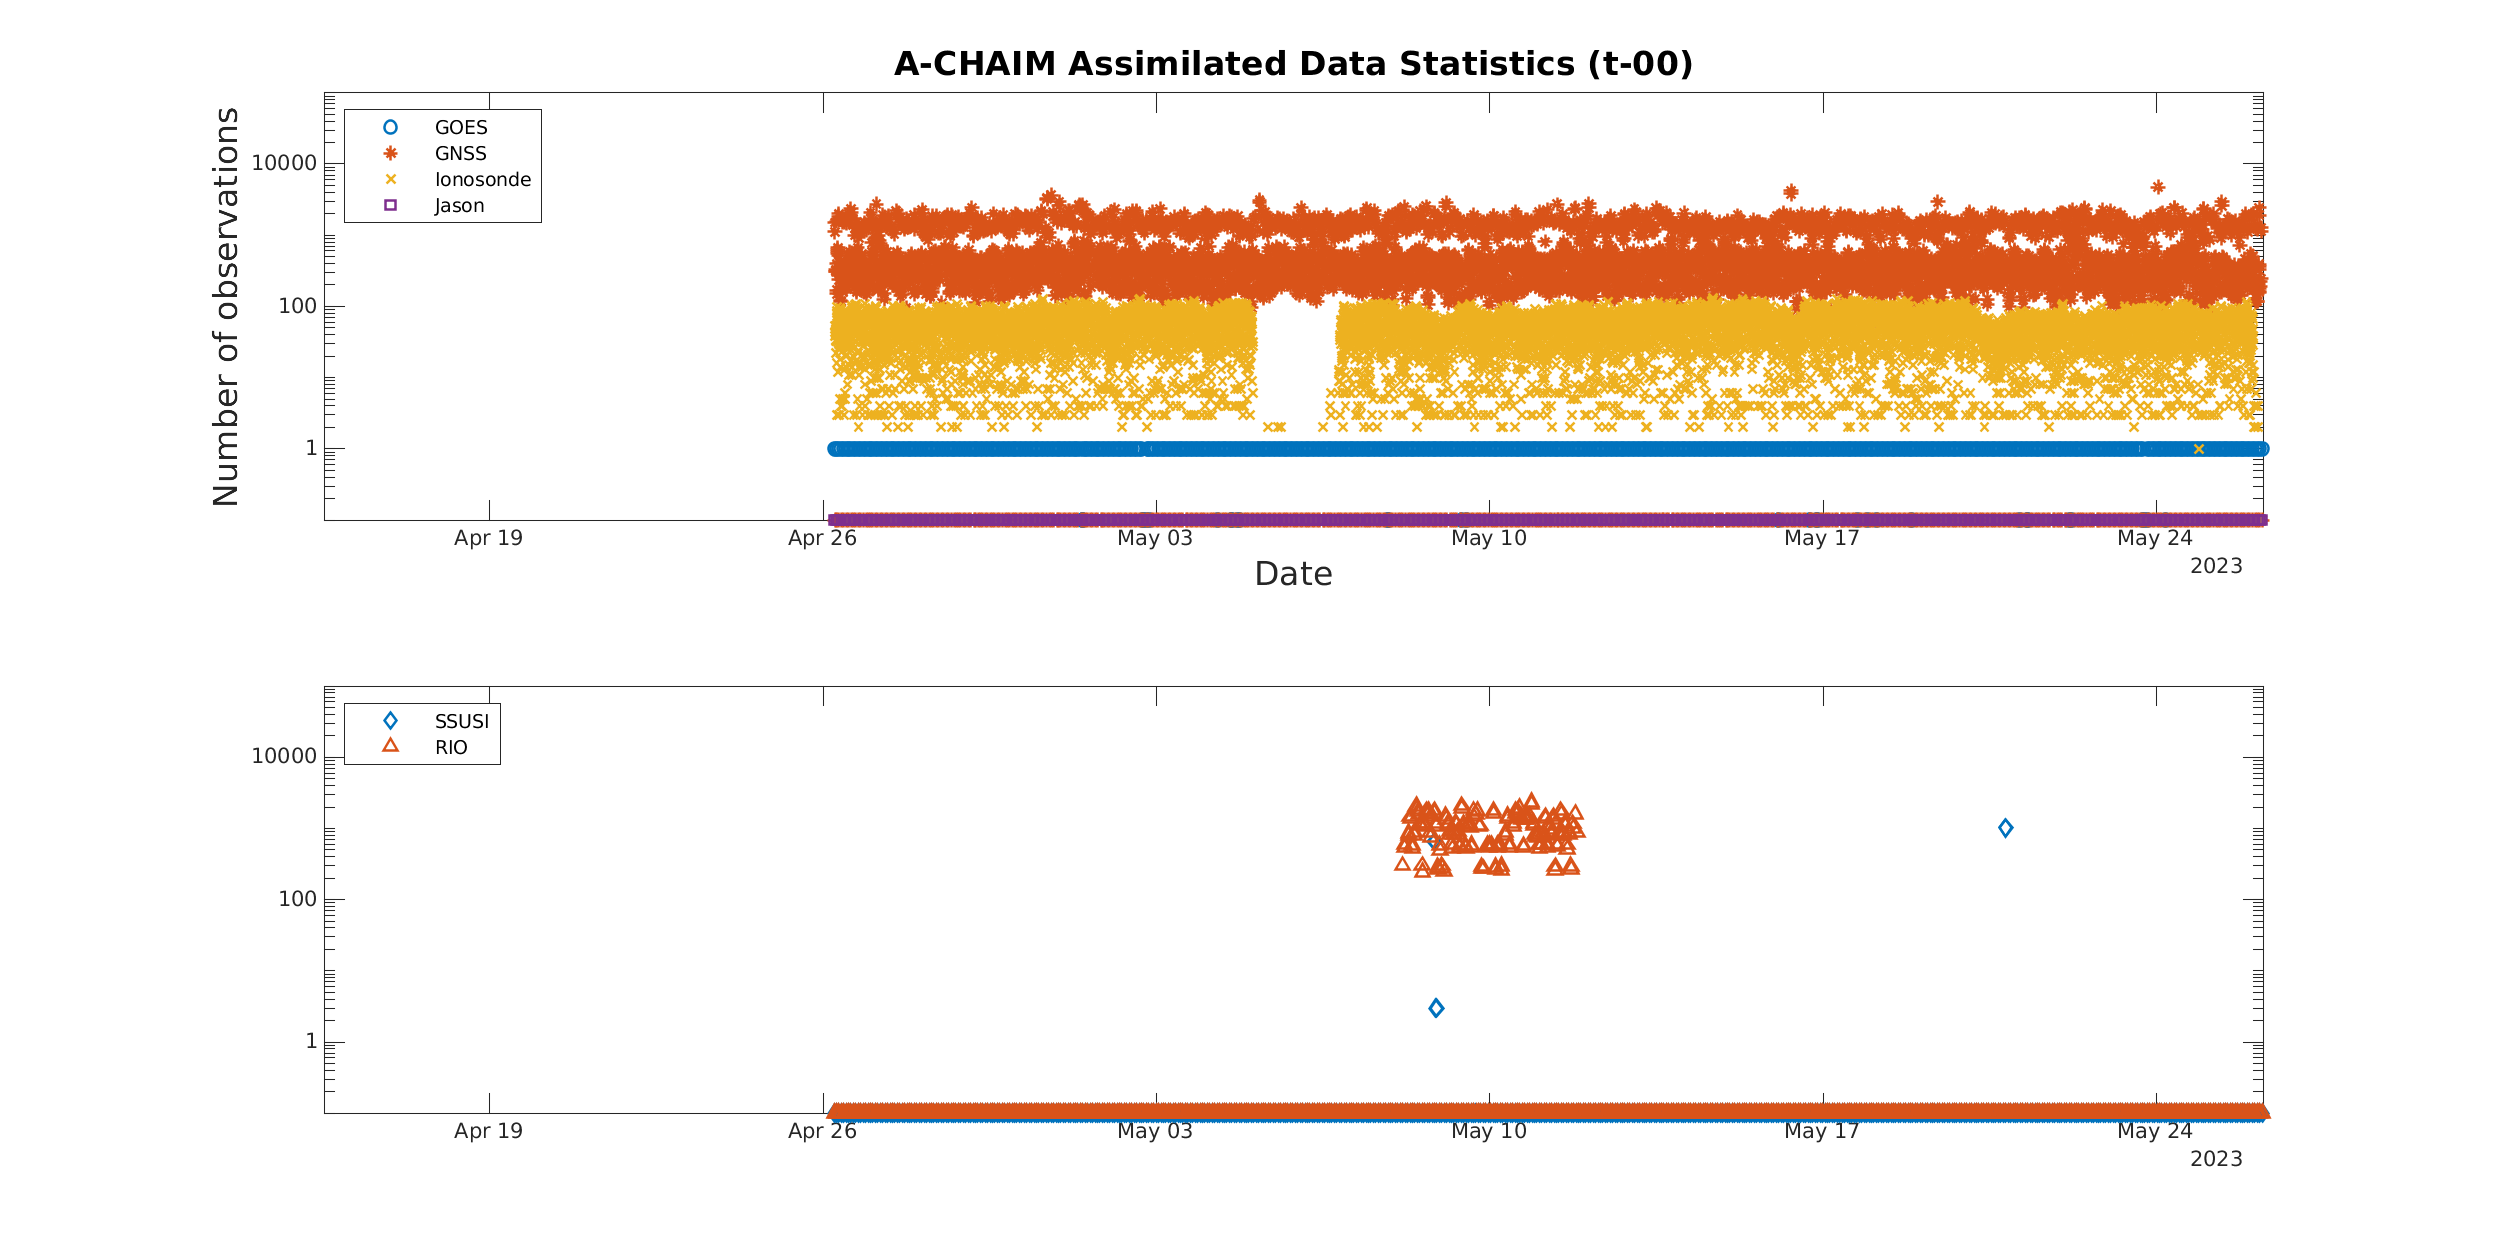 A-CHAIM Assimilated Data Statistics (t-00)
Number of observations
10000
100
1
GOES
GNSS
Ionosonde
Jason
Apr 19
Apr 26
May 03
May 10
May 17
May 24
2023
Date
10000
100
1
SSUSI
RIO
Apr 19
Apr 26
May 03
May 10
May 17
May 24
2023